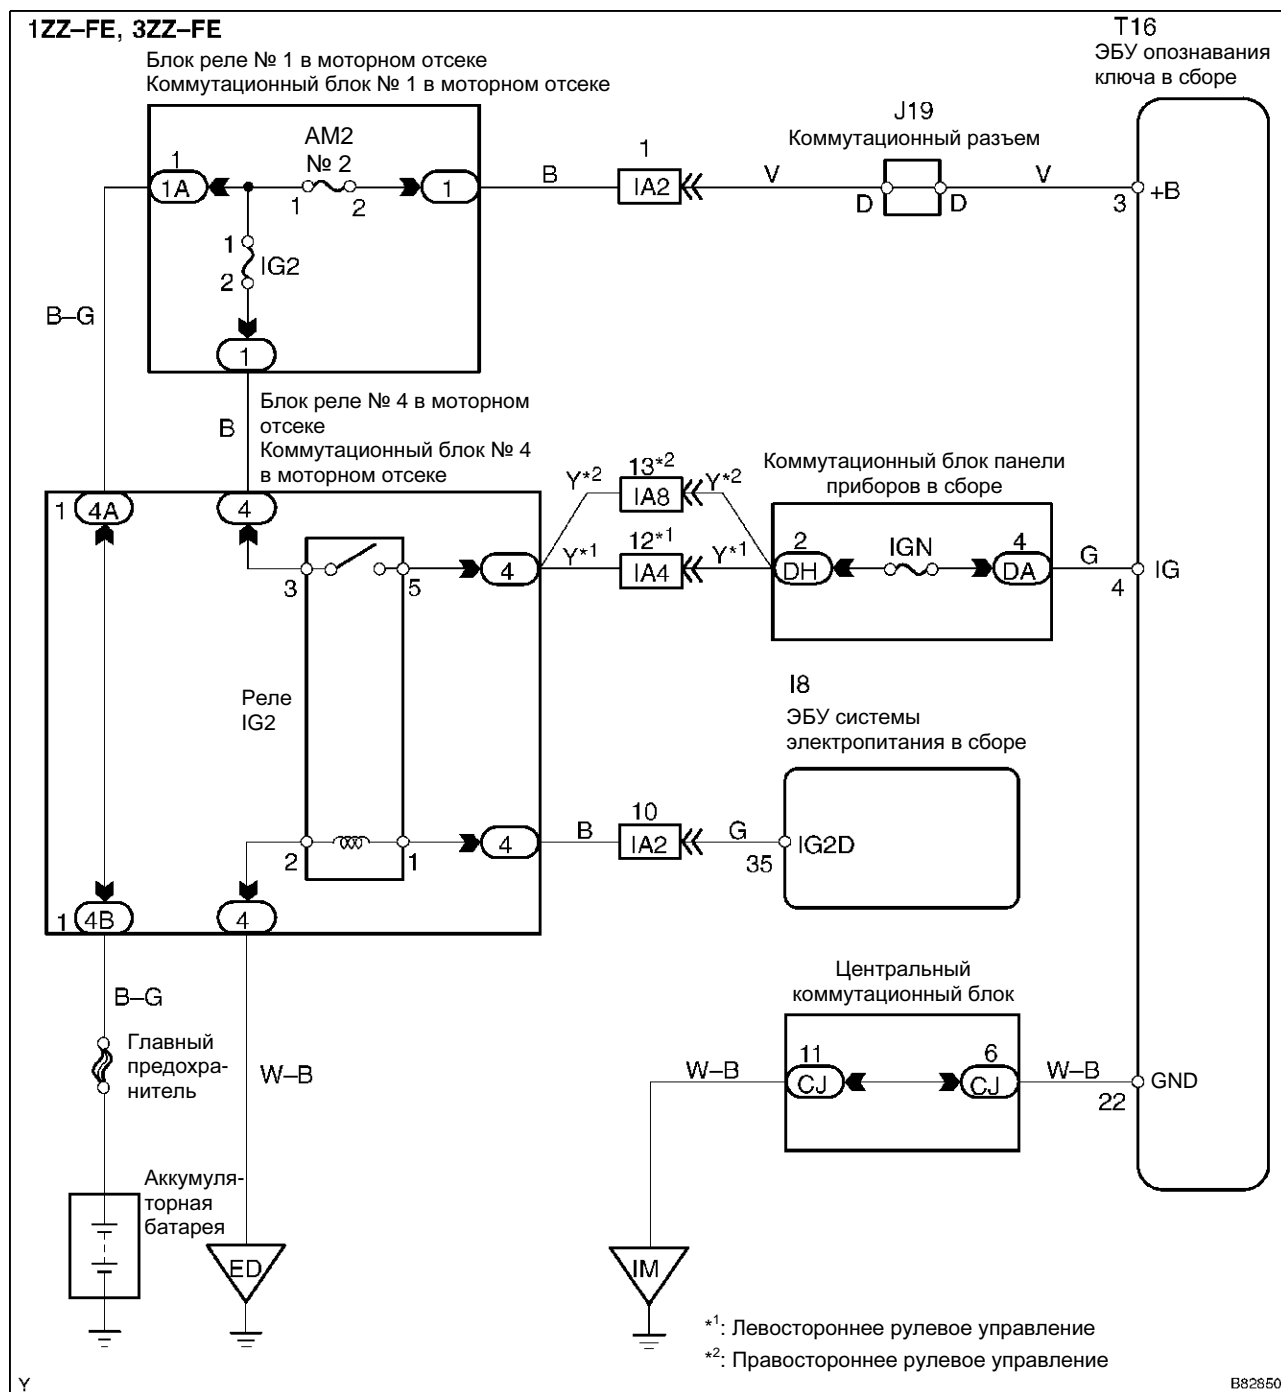 1ZZ–FE, 3ZZ–FE
T16
ЭБУ опознавания
ключа в сборе
Блок реле № 1 в моторном отсеке
Коммутационный блок № 1 в моторном отсеке
J19
Коммутационный разъем
AM2
№ 2
1
1A
1
2
1
B
1
IA2
V
D
D
V
3
+B
1
2
IG2
1
B–G
B
Блок реле № 4 в моторном
отсеке
Коммутационный блок № 4
в моторном отсеке
1
4A
4
Y*2
13*2
IA8
Y*2
Коммутационный блок панели
приборов в сборе
3
5
4
Y*1
12*1
IA4
Y*1
2
DH
IGN
4
DA
G
4
IG
Реле
IG2
I8
ЭБУ системы
электропитания в сборе
2
1
4
B
10
IA2
G
35
IG2D
1
4B
4
B–G
Главный
предохра-
нитель
W–B
Центральный
коммутационный блок
W–B
11
CJ
6
CJ
W–B
22
GND
Аккумуля-
торная
батарея
ED
IM
*1: Левостороннее рулевое управление
*2: Правостороннее рулевое управление
Y
B82850